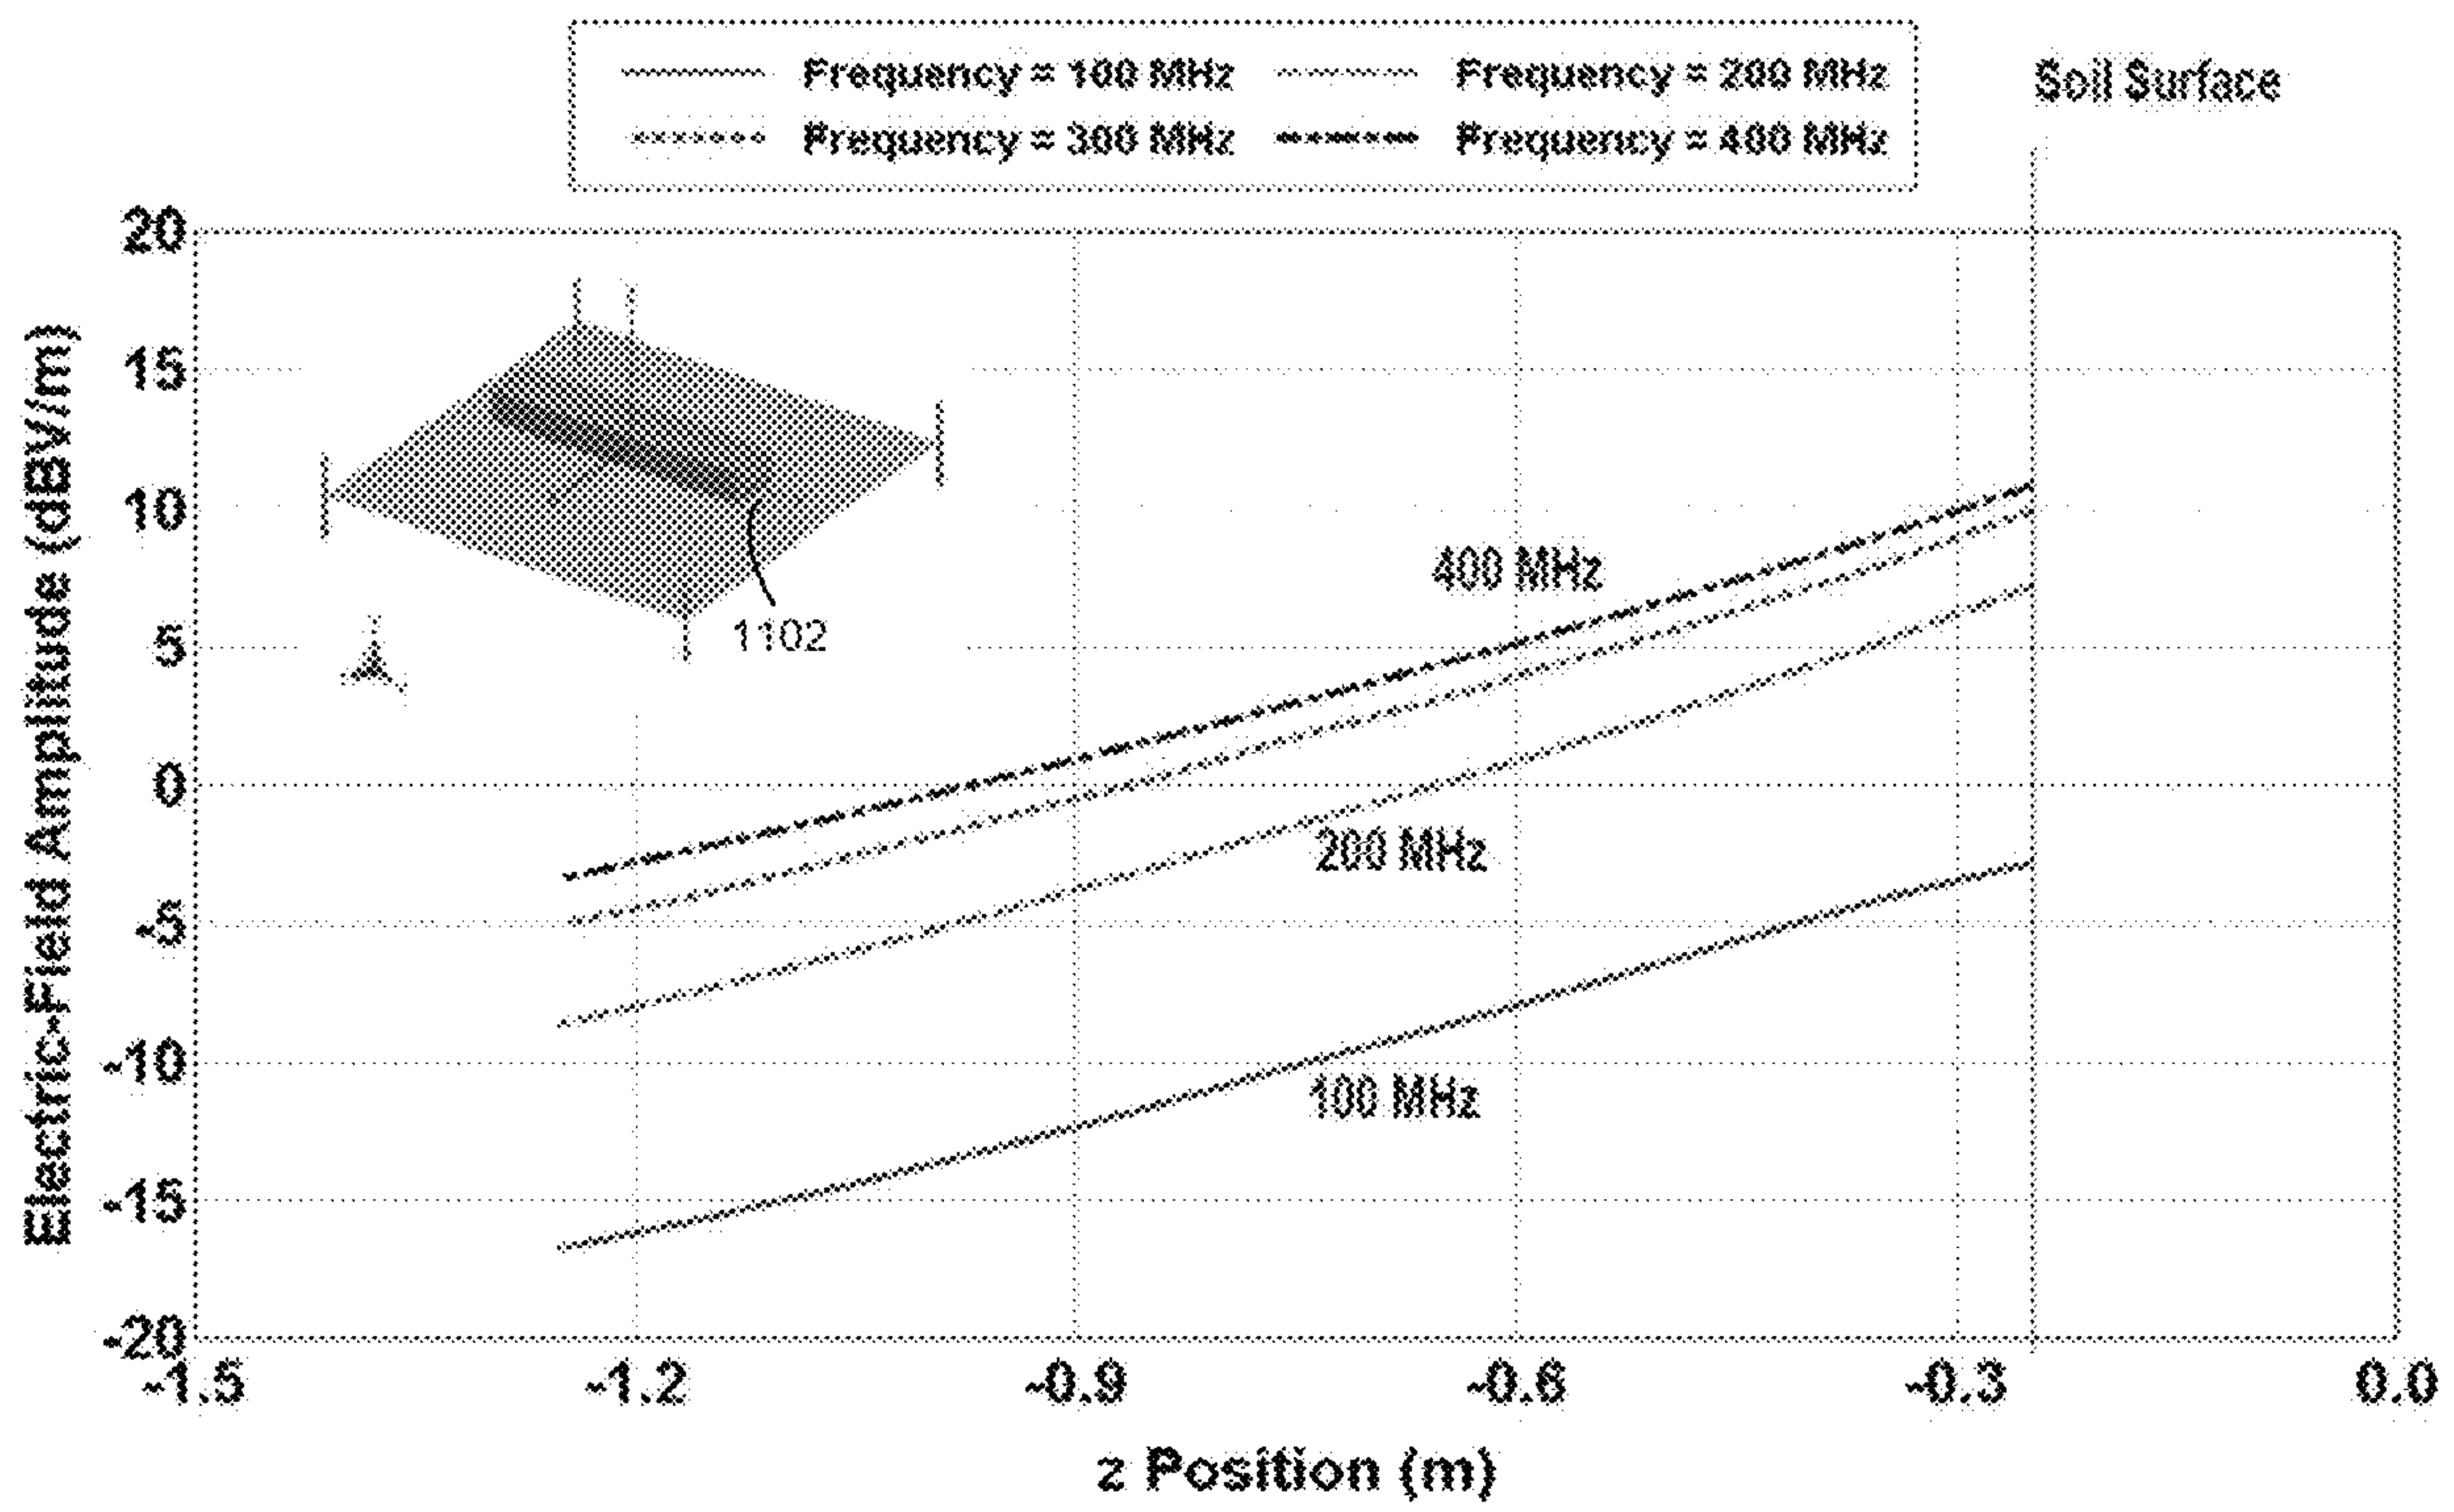 Frequency = 100 MHz Frequency = 200 MHz
Frequency = 300 MHz Frequency = 400 MHz
Soil Surface
Electric-Field Amplitude (dBV/m)
20
15
10
5
0
-5
-10
-15
-20
1102
400 MHz
200 MHz
100 MHz
-1.5 -1.2 -0.9 -0.6 -0.3 0.0
z Position (m)